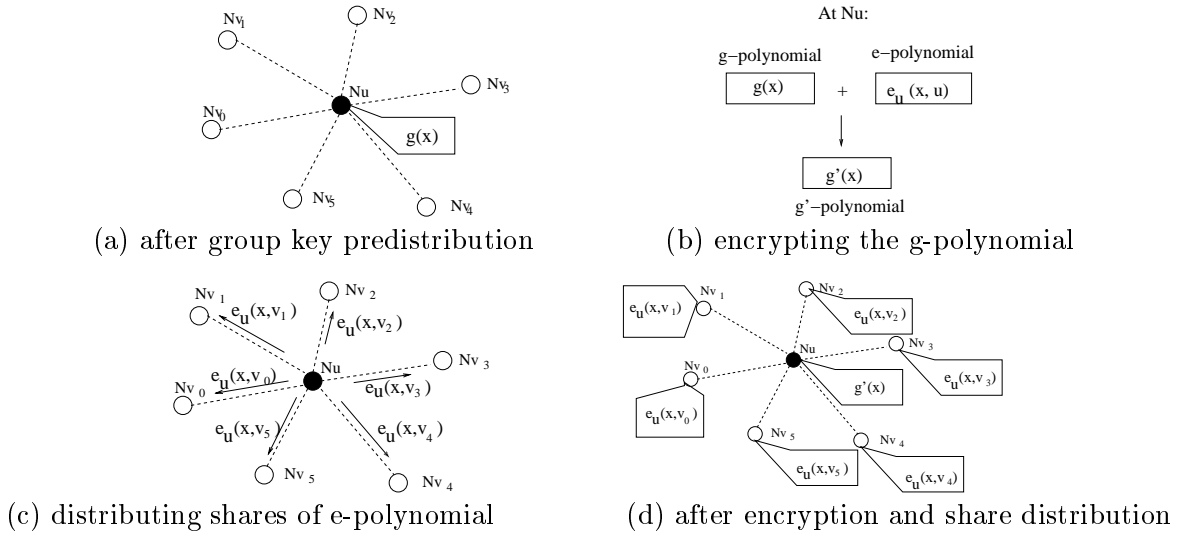 Nv1
Nv2
Nu
Nv3
Nv0
g(x)
Nv5
Nv4
(a) after group key predistribution
At Nu:
g−polynomial e−polynomial
g(x) + eu (x, u)
g'(x)
g'−polynomial
(b) encrypting the g-polynomial
Nv 1
Nv 2
eu(x,v1)
eu(x,v2)
Nu
Nv 3
eu(x,v0)
Nv 0
eu(x,v3)
eu(x,v5)
eu(x,v4)
Nv 5
Nv 4
(c) distributing shares of e-polynomial
Nv 1
Nv 2
eu(x,v1)
eu(x,v2)
Nu
Nv 3
Nv0
eu(x,v3)
g'(x)
eu(x,v0)
Nv 5
Nv 4
eu(x,v5)
eu(x,v4)
(d) after encryption and share distribution